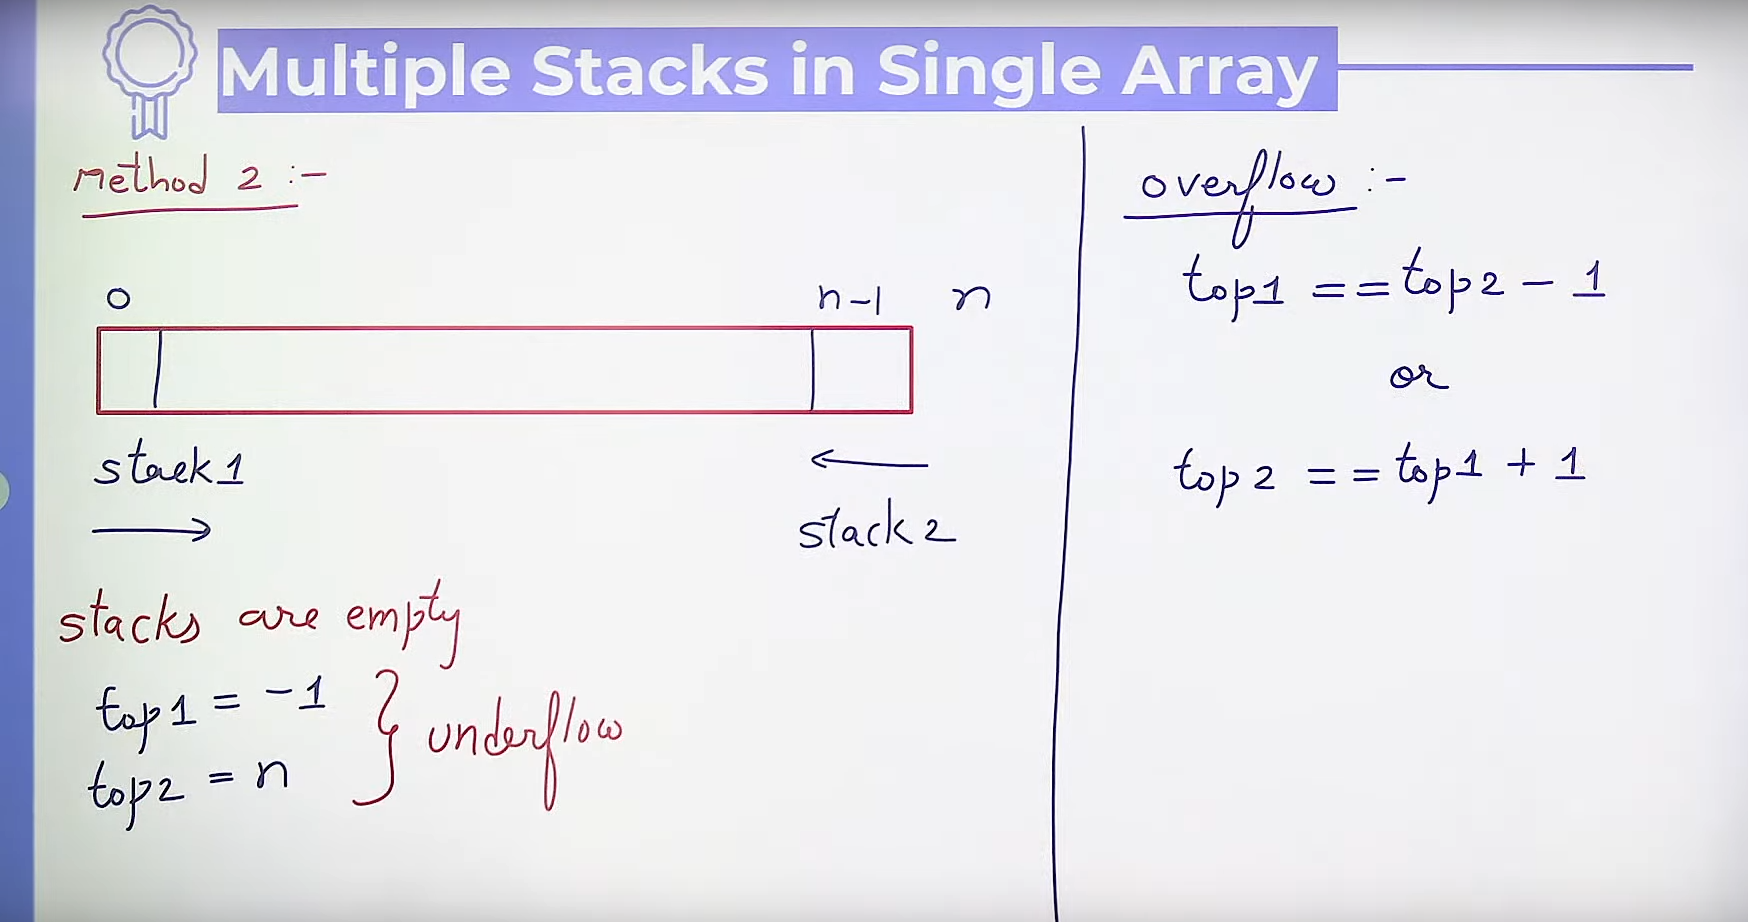 Multiple Stacks in Single Array
Method 2 :-
0 n-1 n
stack1
stack2
stacks are empty
top1 = -1
top2 = n
underflow
overflow :-
top1 == top2 - 1
or
top2 == top1 + 1